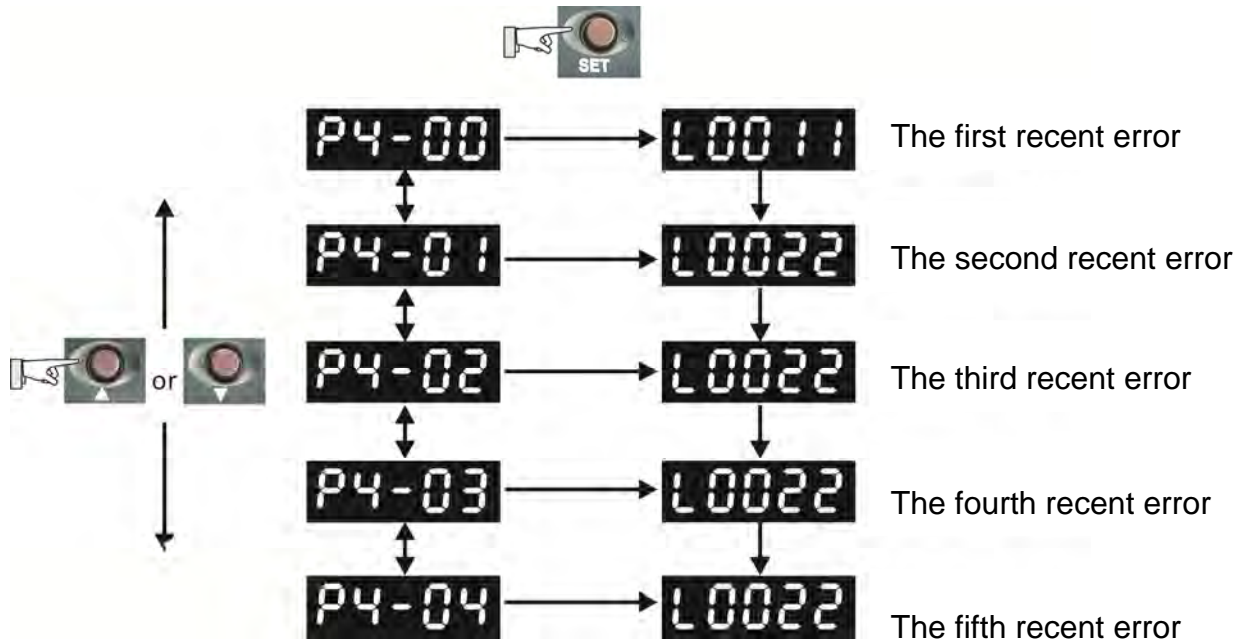 SET
P4-00 L0011 The first recent error
P4-01 L0022 The second recent error
P4-02 L0022 The third recent error
or
P4-03 L0022 The fourth recent error
P4-04 L0022 The fifth recent error